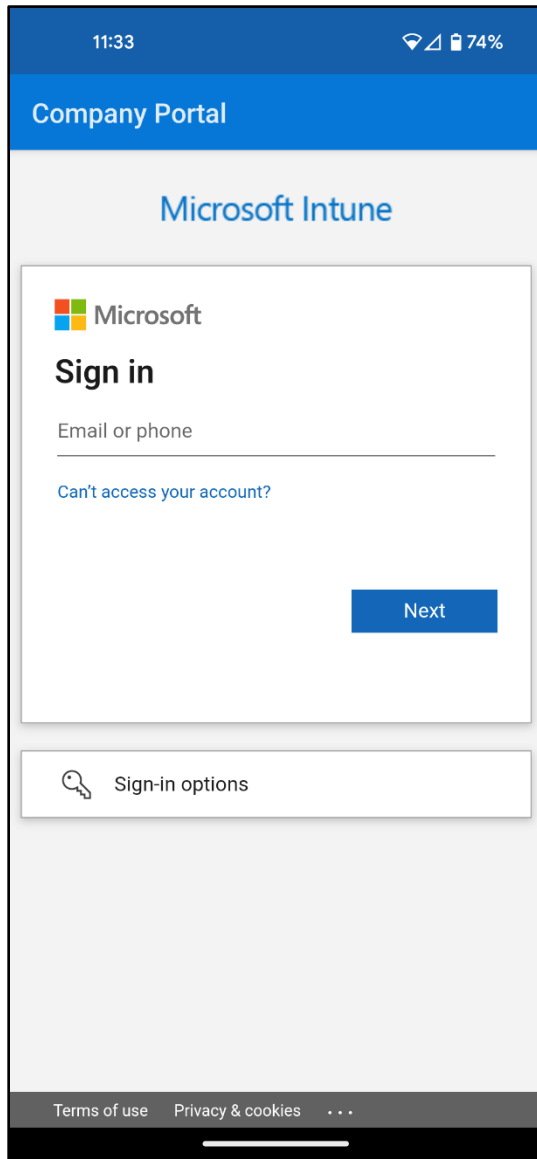 11:33 74%
Company Portal
Microsoft Intune
Microsoft
Sign in
Email or phone
Can't access your account?
Next
Sign-in options
Terms of use Privacy & cookies ...